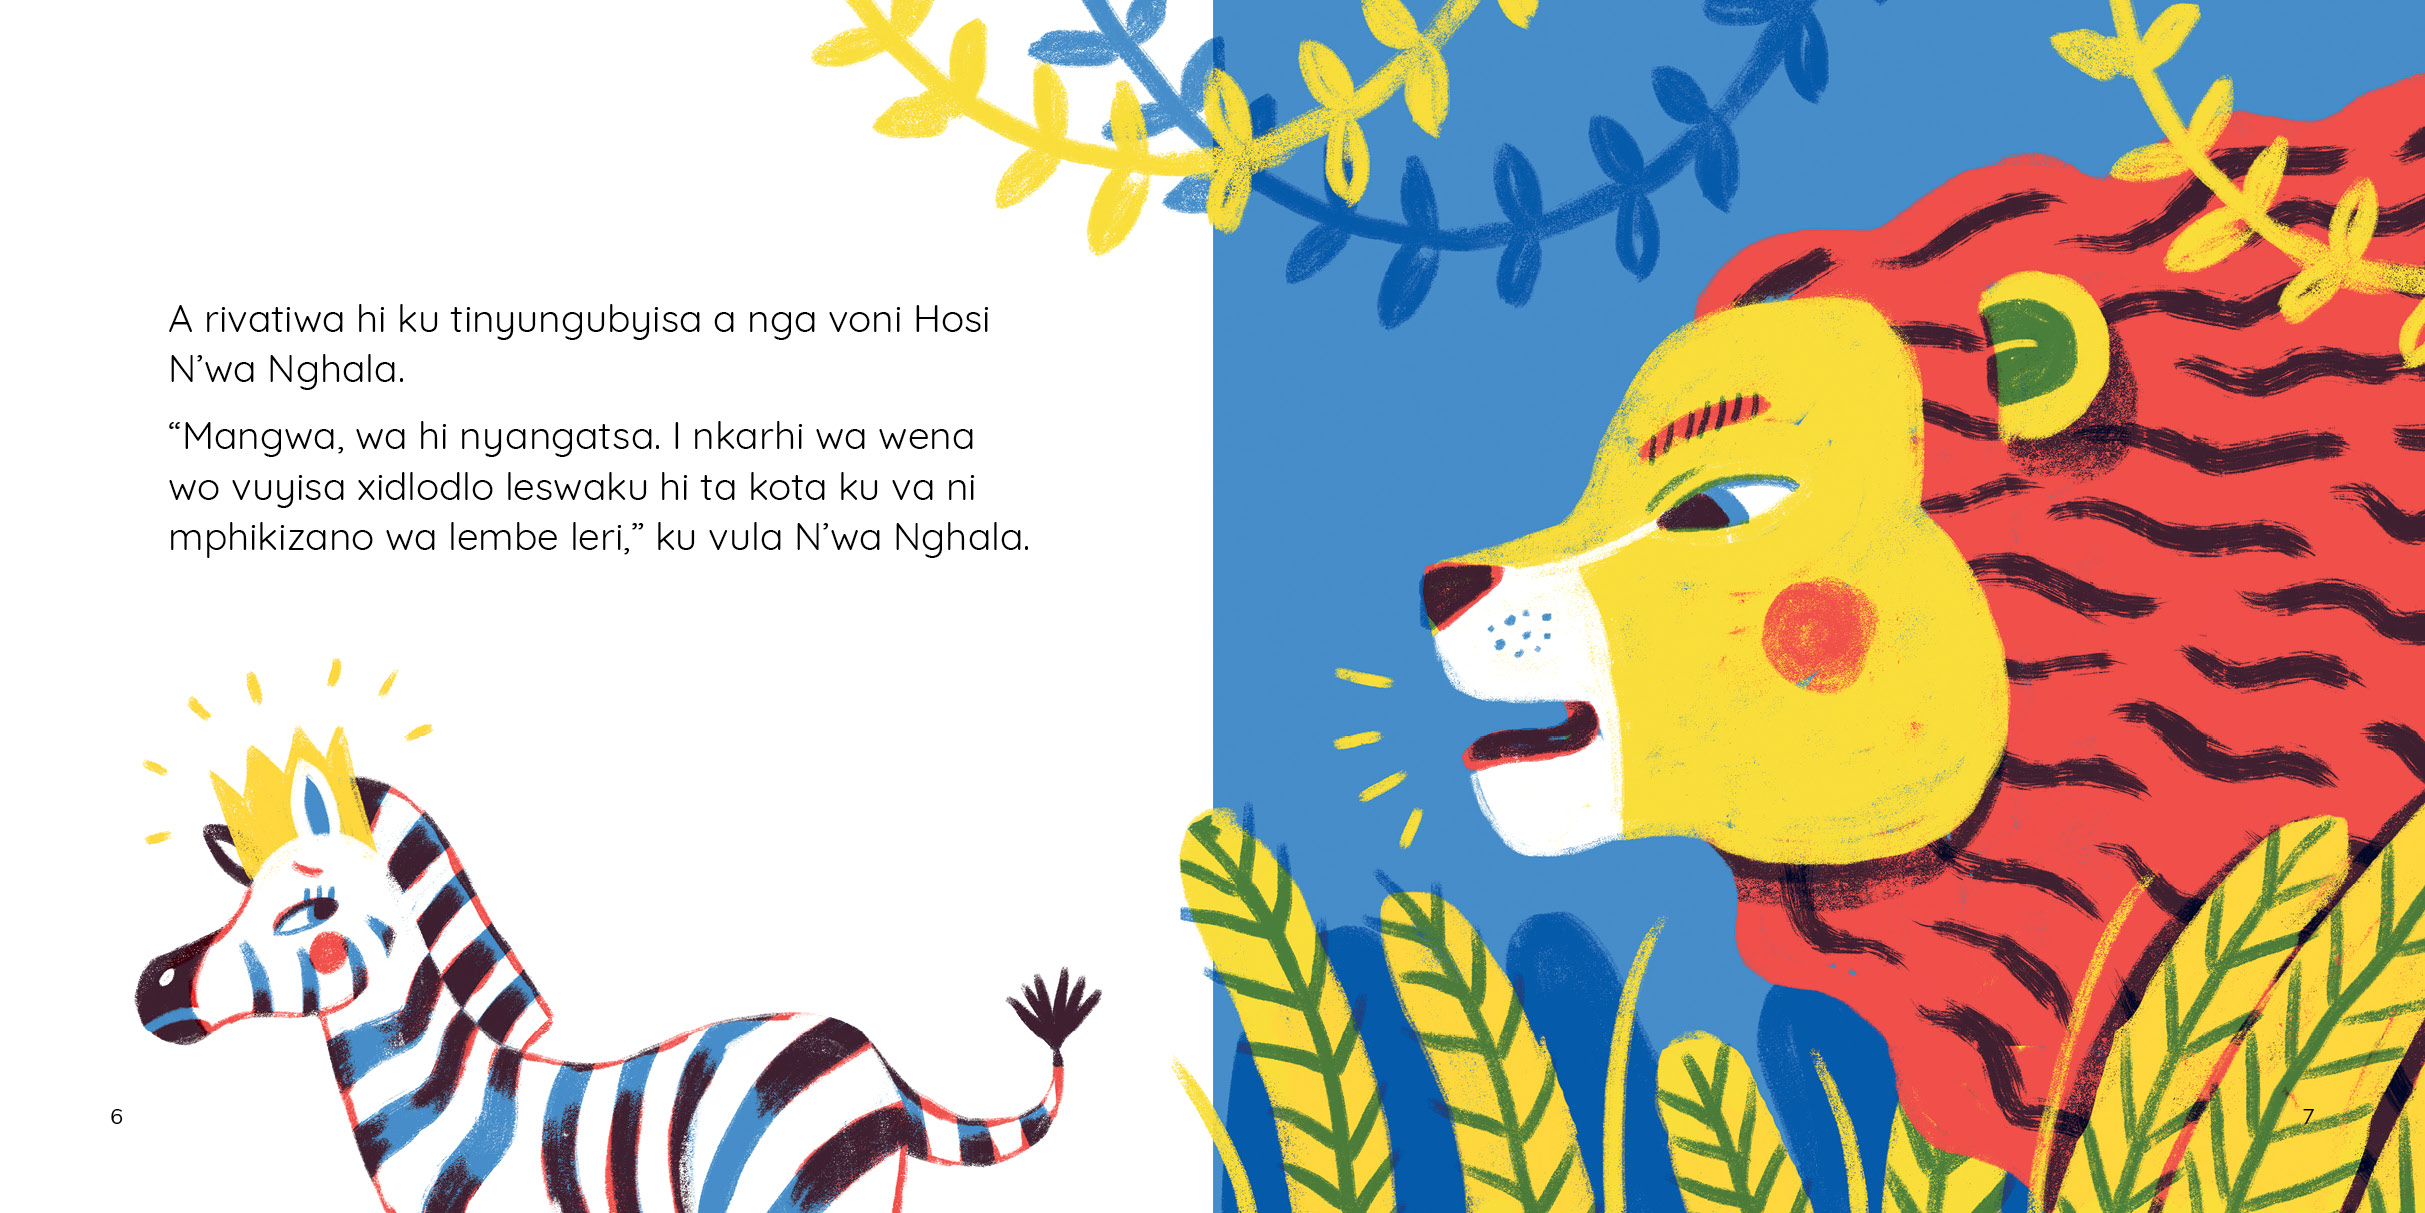 A rivatiwa hi ku tinyungubyisa a nga voni Hosi
N’wa Nghala.
“Mangwa, wa hi nyangatsa. I nkarhi wa wena
wo vuyisa xidlodlo leswaku hi ta kota ku va ni
mphikizano wa lembe leri,” ku vula N’wa Nghala.
6
7